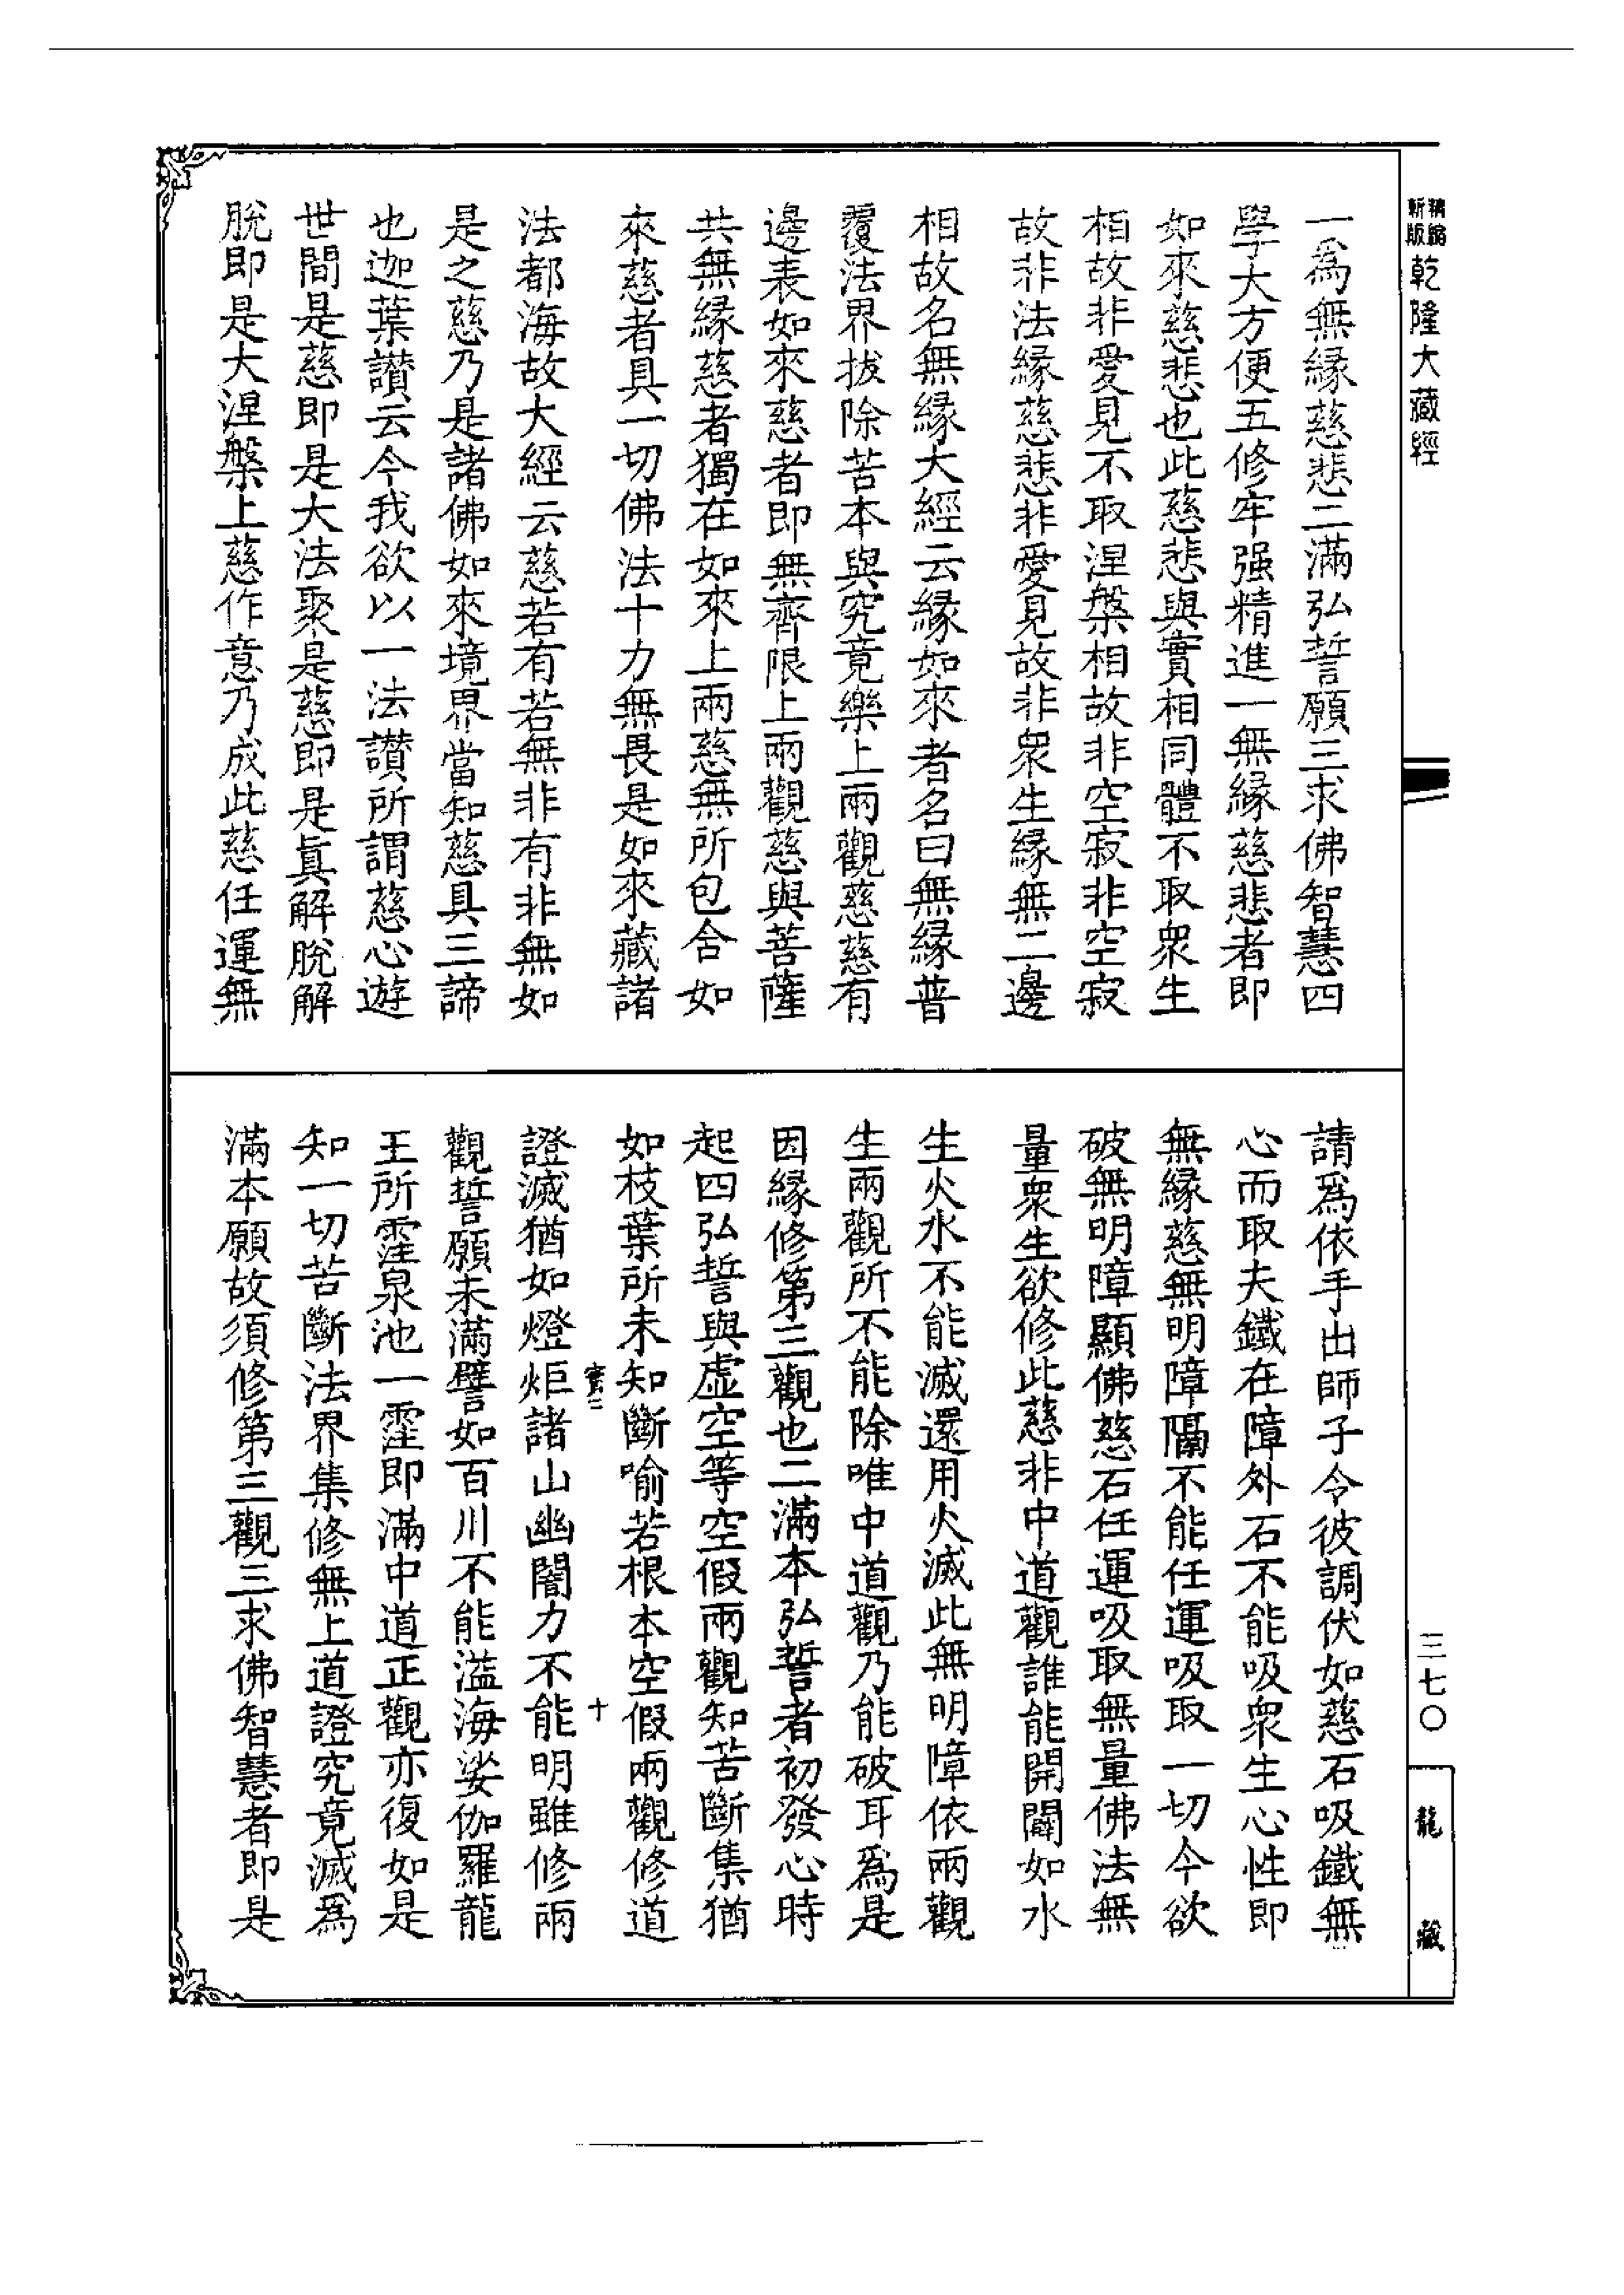 精編
新版
乾隆大藏經
一爲無緣慈悲二滿弘誓願三求佛智慧四
學大方便五修牢强精進一無緣慈悲者即
如來慈悲也此慈悲與實相同體不取衆生
相故非愛見不取涅槃相故非空寂非空寂
故非法緣慈悲非愛見故非衆生緣無二邊
相故名無緣大經云緣如來者名曰無緣普
覆法界拔除苦本與究竟樂上兩觀慈慈有
邊表如來慈者即無齊限上兩觀慈與菩薩
共無緣慈者獨在如來上兩慈無所包含如
來慈者具一切佛法十力無畏是如來藏諸
法都海故大經云慈若有若無非有非無如
是之慈乃是諸佛如來境界當知慈具三諦
也迦葉讚云今我欲以一法讚所謂慈心遊
世間是慈即是大法聚是慈即是眞解脫解
脫即是大涅槃上慈作意乃成此慈任運無
請爲依手出師子令彼調伏如慈石吸鐵無
心而取夫鐵在障外石不能吸衆生心性即
無緣慈無明障隔不能任運吸取一切今欲
破無明障顯佛慈石任運吸取無量佛法無
量衆生欲修此慈非中道觀誰能開闢如水
生火水不能滅還用火滅此無明障依兩觀
生兩觀所不能除唯中道觀乃能破耳爲是
因緣修第三觀也二滿本弘誓者初發心時
起四弘誓與虛空等空假兩觀知苦斷集猶
如枝葉所未知斷喻若根本空假兩觀修道
十
證滅猶如燈炬諸山幽闇力不能明雖修兩
觀誓願未滿譬如百川不能溢海娑伽羅龍
王所霔泉池一霔即滿中道正觀亦復如是
知一切苦斷法界集修無上道證究竟滅爲
滿本願故須修第三觀三求佛智慧者即是
三七〇
龍藏